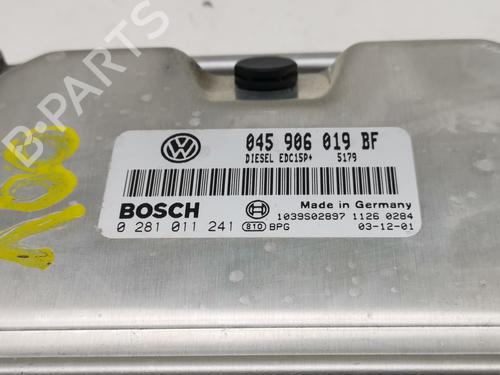 B-PARTS
045 906 019 BF
DIESEL EDC15P+ 5179
BOSCH
Made in Germany
1039S02897 1126 0284
0 281 011 241 810 BPG 03-12-01